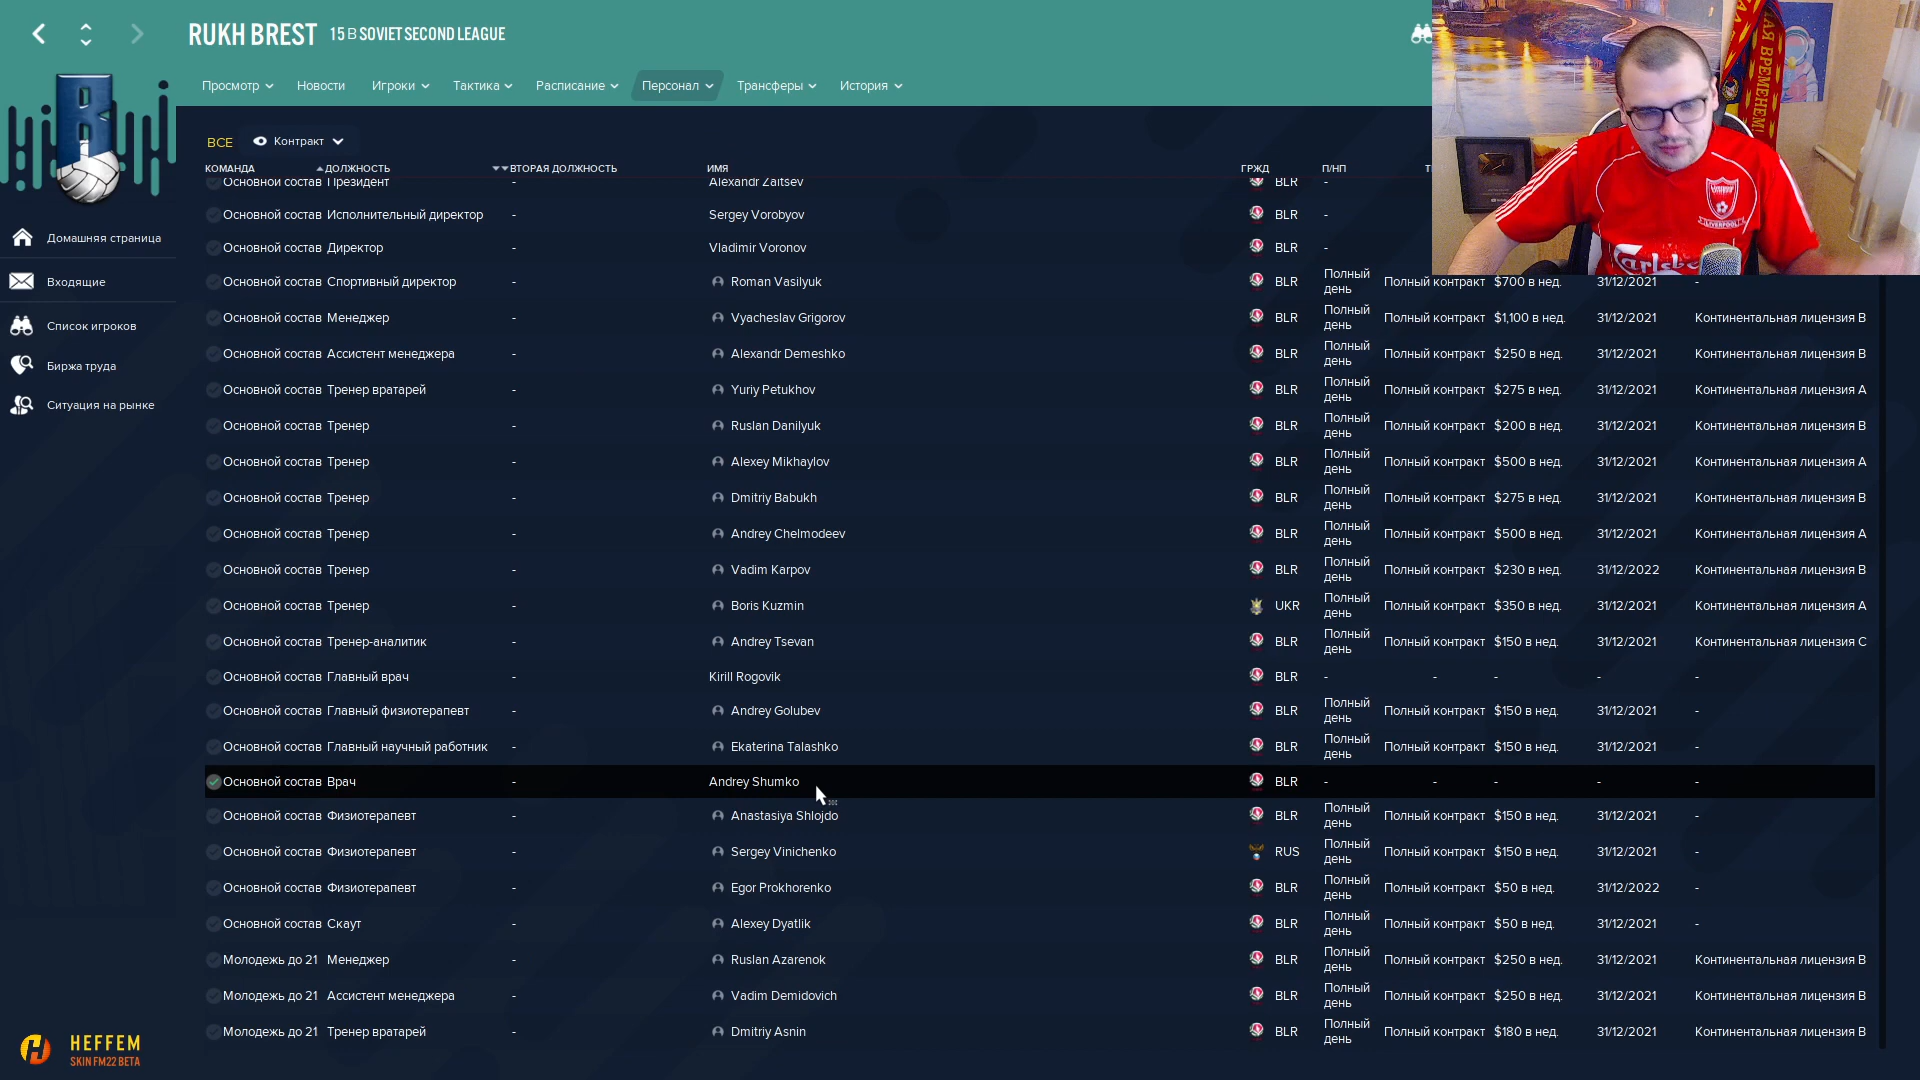 RUKH BREST 15 В SOVIET SECOND LEAGUE
Просмотр Новости Игроки Тактика Расписание Персонал Трансферы История
ВСЕ Контракт
КОМАНДА ДОЛЖНОСТЬ ВТОРАЯ ДОЛЖНОСТЬ ИМЯ ГРЖД П/НП
Основной состав Президент - Alexandr Zaitsev BLR -
Основной состав Исполнительный директор - Sergey Vorobyov BLR -
Основной состав Директор - Vladimir Voronov BLR -
Основной состав Спортивный директор - Roman Vasilyuk BLR Полный день Полный контракт $700 в нед. 31/12/2021 -
Основной состав Менеджер - Vyacheslav Grigorov BLR Полный день Полный контракт $1,100 в нед. 31/12/2021 Континентальная лицензия B
Основной состав Ассистент менеджера - Alexandr Demeshko BLR Полный день Полный контракт $250 в нед. 31/12/2021 Континентальная лицензия B
Основной состав Тренер вратарей - Yuriy Petukhov BLR Полный день Полный контракт $275 в нед. 31/12/2021 Континентальная лицензия A
Основной состав Тренер - Ruslan Danilyuk BLR Полный день Полный контракт $200 в нед. 31/12/2021 Континентальная лицензия B
Основной состав Тренер - Alexey Mikhaylov BLR Полный день Полный контракт $500 в нед. 31/12/2021 Континентальная лицензия A
Основной состав Тренер - Dmitriy Babukh BLR Полный день Полный контракт $275 в нед. 31/12/2021 Континентальная лицензия B
Основной состав Тренер - Andrey Chelmodeev BLR Полный день Полный контракт $500 в нед. 31/12/2021 Континентальная лицензия A
Основной состав Тренер - Vadim Karpov BLR Полный день Полный контракт $230 в нед. 31/12/2022 Континентальная лицензия B
Основной состав Тренер - Boris Kuzmin UKR Полный день Полный контракт $350 в нед. 31/12/2021 Континентальная лицензия A
Основной состав Тренер-аналитик - Andrey Tsevan BLR Полный день Полный контракт $150 в нед. 31/12/2021 Континентальная лицензия C
Основной состав Главный врач - Kirill Rogovik BLR - - - - -
Основной состав Главный физиотерапевт - Andrey Golubev BLR Полный день Полный контракт $150 в нед. 31/12/2021 -
Основной состав Главный научный работник - Ekaterina Talashko BLR Полный день Полный контракт $150 в нед. 31/12/2021 -
Основной состав Врач - Andrey Shumko BLR - - - - -
Основной состав Физиотерапевт - Anastasiya Shlojdo BLR Полный день Полный контракт $150 в нед. 31/12/2021 -
Основной состав Физиотерапевт - Sergey Vinichenko RUS Полный день Полный контракт $150 в нед. 31/12/2021 -
Основной состав Физиотерапевт - Egor Prokhorenko BLR Полный день Полный контракт $50 в нед. 31/12/2022 -
Основной состав Скаут - Alexey Dyatlik BLR Полный день Полный контракт $50 в нед. 31/12/2021 -
Молодежь до 21 Менеджер - Ruslan Azarenok BLR Полный день Полный контракт $250 в нед. 31/12/2021 Континентальная лицензия B
Молодежь до 21 Ассистент менеджера - Vadim Demidovich BLR Полный день Полный контракт $250 в нед. 31/12/2021 Континентальная лицензия B
Молодежь до 21 Тренер вратарей - Dmitriy Asnin BLR Полный день Полный контракт $180 в нед. 31/12/2021 Континентальная лицензия B
Домашняя страница
Входящие
Список игроков
Биржа труда
Ситуация на рынке
HEFFEM
SKIN FM22 BETA
ВРЕМЕНЕМ!
LIVERPOOL
Carlsberg